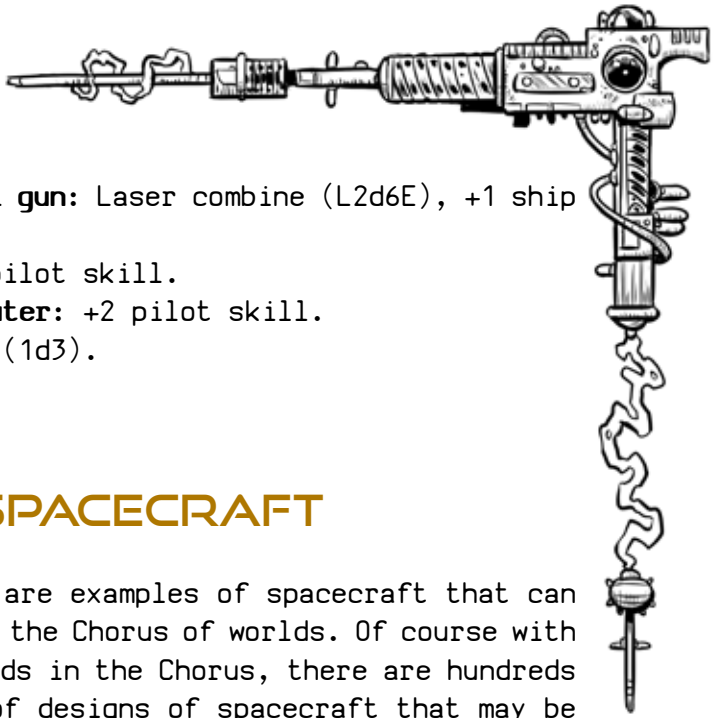 gun: Laser combine (L2d6E), +1 ship
pilot skill.
uter: +2 pilot skill.
(1d3).
SPACECRAFT
are examples of spacecraft that can
the Chorus of worlds. Of course with
ds in the Chorus, there are hundreds
of designs of spacecraft that may be